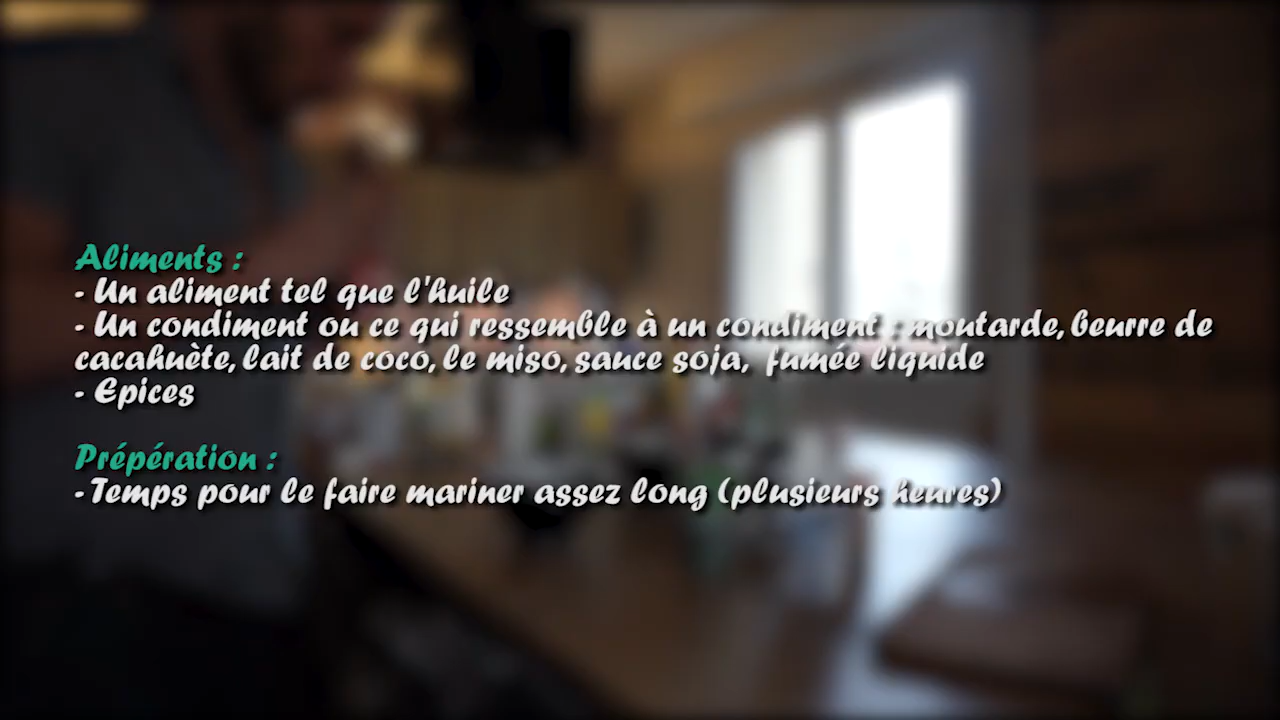 Aliments :
- Un aliment tel que l'huile
- Un condiment ou ce qui ressemble à un condiment : moutarde, beurre de
cacahuète, lait de coco, le miso, sauce soja, fumée liquide
- Epices
Prépération :
- Temps pour le faire mariner assez long (plusieurs heures)